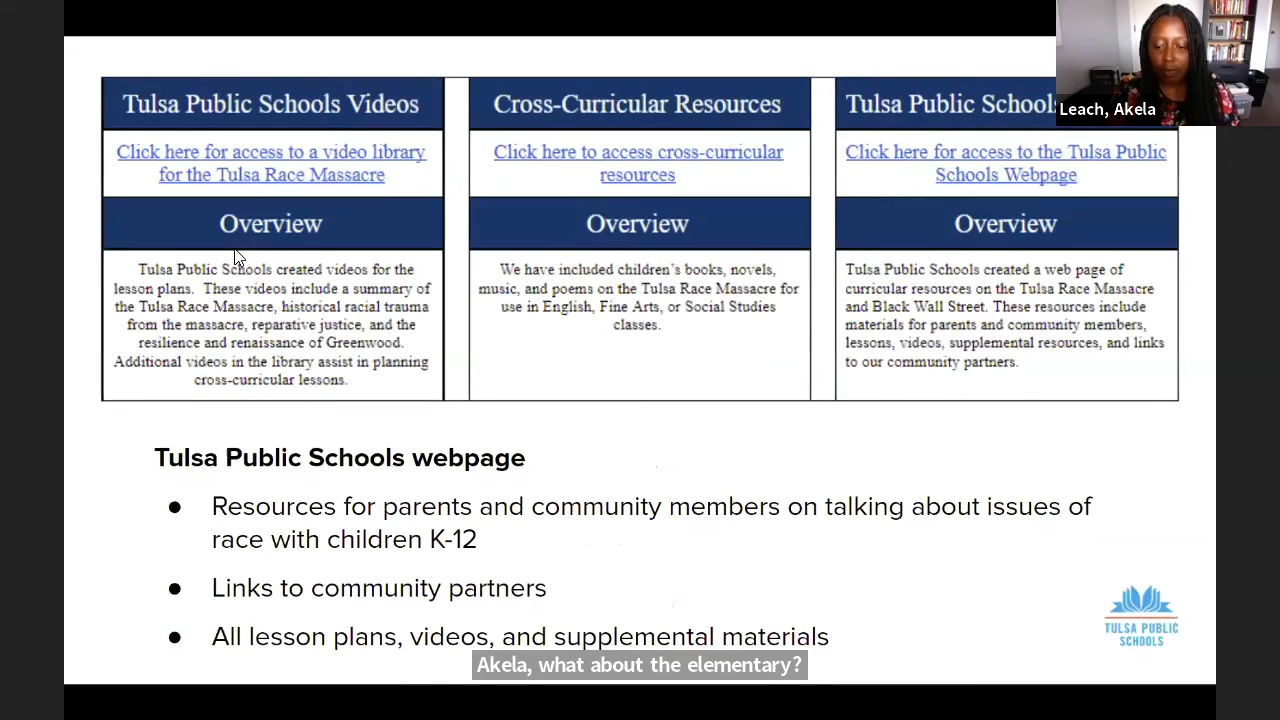 Leach, Akela
Tulsa Public Schools Videos
Click here for access to a video library
for the Tulsa Race Massacre
Overview
Tulsa Public Schools created videos for the
lesson plans. These videos include a summary of
the Tulsa Race Massacre, historical racial trauma
from the massacre, reparative justice, and the
resilience and renaissance of Greenwood.
Additional videos in the library assist in planning
cross-curricular lessons.
Cross-Curricular Resources
Click here to access cross-curricular
resources
Overview
We have included children's books, novels,
music, and poems on the Tulsa Race Massacre for
use in English, Fine Arts, or Social Studies
classes.
Tulsa Public Schools
Click here for access to the Tulsa Public
Schools Webpage
Overview
Tulsa Public Schools created a web page of
curricular resources on the Tulsa Race Massacre
and Black Wall Street. These resources include
materials for parents and community members,
lessons, videos, supplemental resources, and links
to our community partners.
Tulsa Public Schools webpage
● Resources for parents and community members on talking about issues of
race with children K-12
● Links to community partners
● All lesson plans, videos, and supplemental materials
TULSA PUBLIC
SCHOOLS
Akela, what about the elementary?